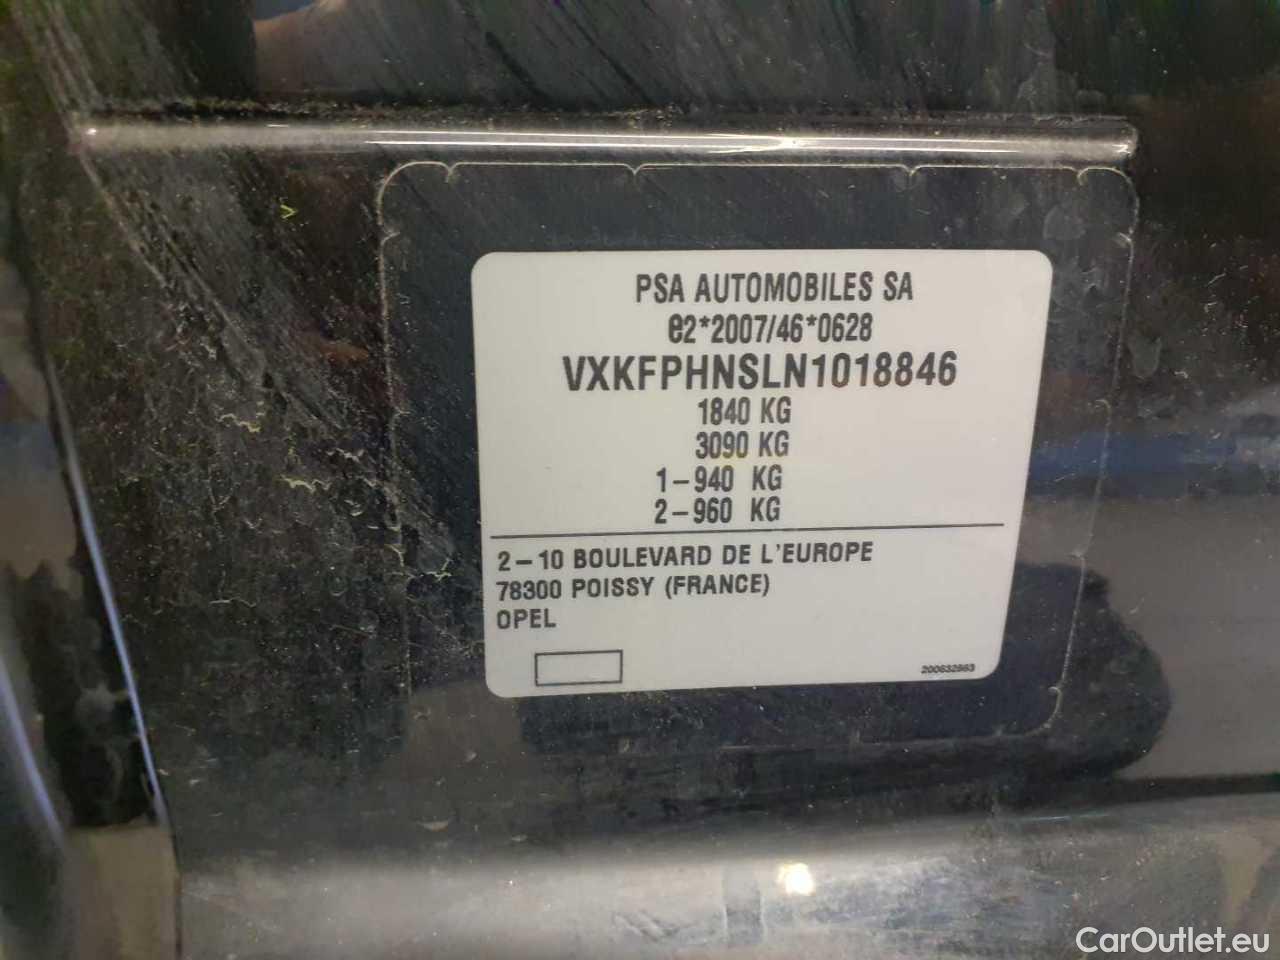 PSA AUTOMOBILES SA
e2*2007/46*0628
VXKFPHNSLN1018846
1840 KG
3090 KG
1-940 KG
2-960 KG
2-10 BOULEVARD DE L'EUROPE
78300 POISSY (FRANCE)
OPEL
200632663
CarOutlet.eu